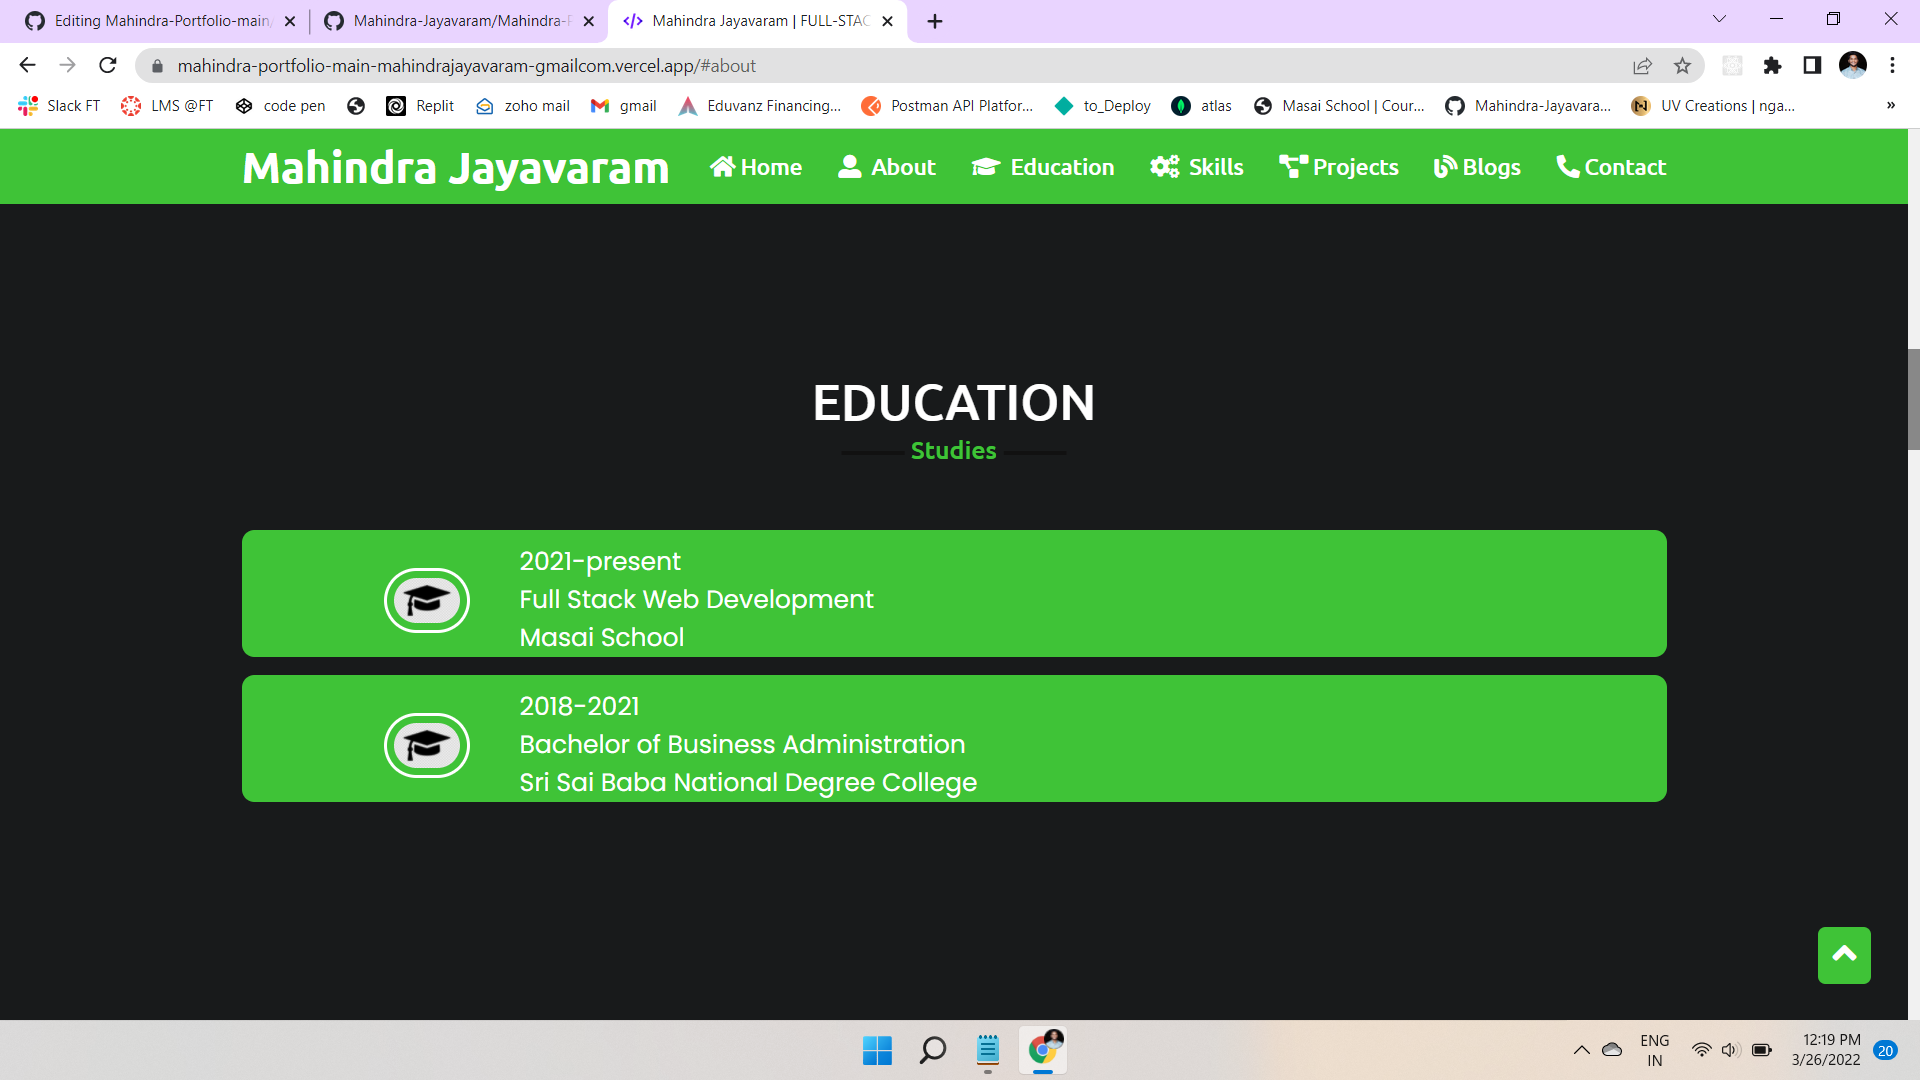 Editing Mahindra-Portfolio-main/
Mahindra-Jayavaram/Mahindra-P
Mahindra Jayavaram | FULL-STAC
mahindra-portfolio-main-mahindrajayavaram-gmailcom.vercel.app/#about
Slack FT
LMS @FT
code pen
Replit
zoho mail
gmail
Eduvanz Financing...
Postman API Platfor...
to_Deploy
atlas
Masai School | Cour...
Mahindra-Jayavara...
UV Creations | nga...
»
Mahindra Jayavaram
Home
About
Education
Skills
Projects
Blogs
Contact
EDUCATION
Studies
2021-present
Full Stack Web Development
Masai School
2018-2021
Bachelor of Business Administration
Sri Sai Baba National Degree College
ENG
IN
12:19 PM
3/26/2022
20